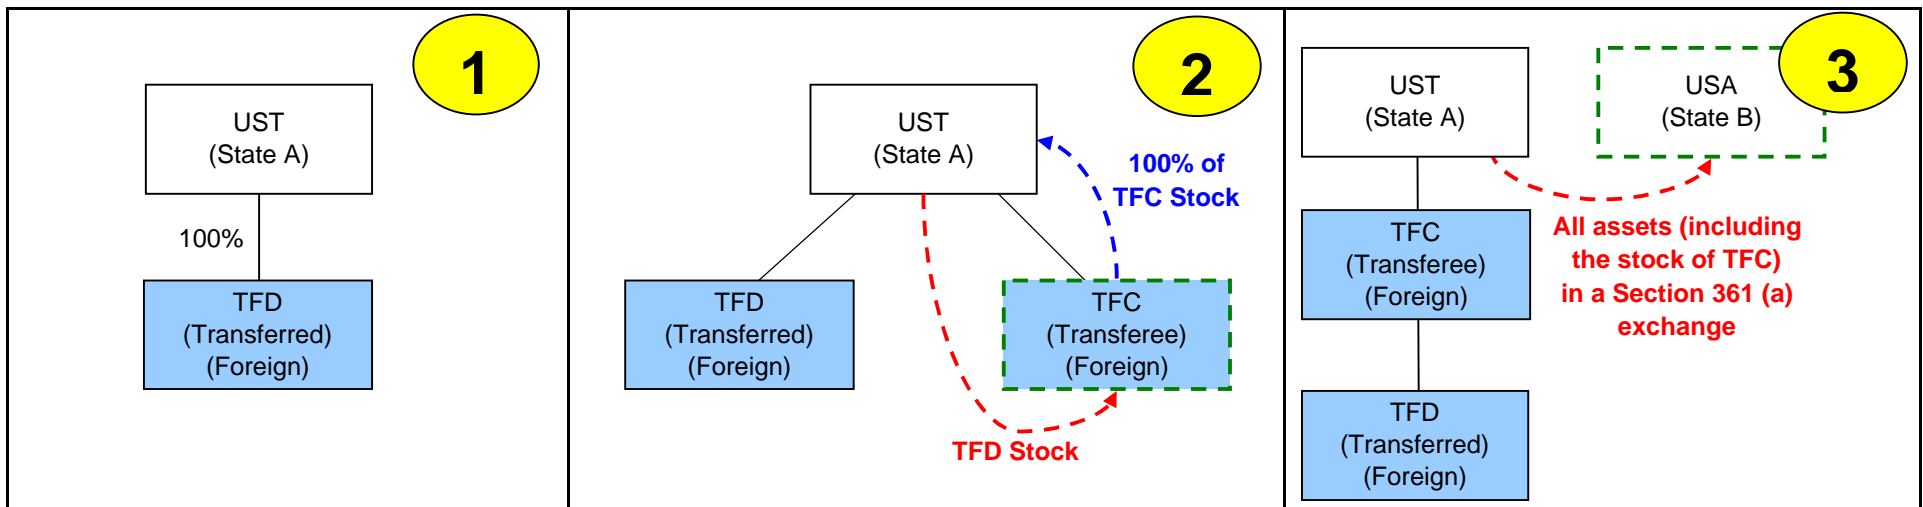 1
UST
(State A)
100%
TFD
(Transferred)
(Foreign)
2
UST
(State A)
100% of
TFC Stock
TFD
(Transferred)
(Foreign)
TFC
(Transferee)
(Foreign)
TFD Stock
3
UST
(State A)
USA
(State B)
TFC
(Transferee)
(Foreign)
All assets (including
the stock of TFC)
in a Section 361 (a)
exchange
TFD
(Transferred)
(Foreign)